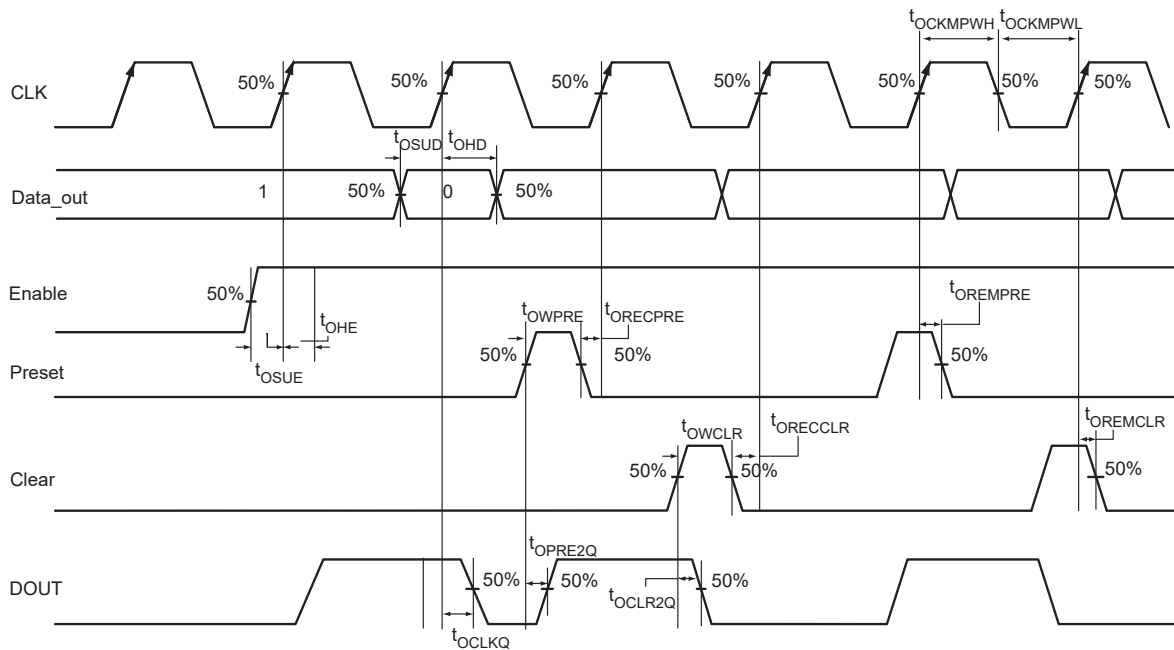 tOCKMPWH tOCKMPWL
CLK 50% 50% 50% 50% 50% 50% 50%
tOSUD tOHD
Data_out 1 50% 0 50%
Enable 50%
tOHE tOWPRE tORECPRE tOREMPRE
Preset tOSUE 50% 50% 50%
tOWCLR tORECCLR tOREMCLR
Clear 50% 50% 50%
tOPRE2Q
DOUT 50% 50% 50%
tOCLR2Q
tOCLKQ